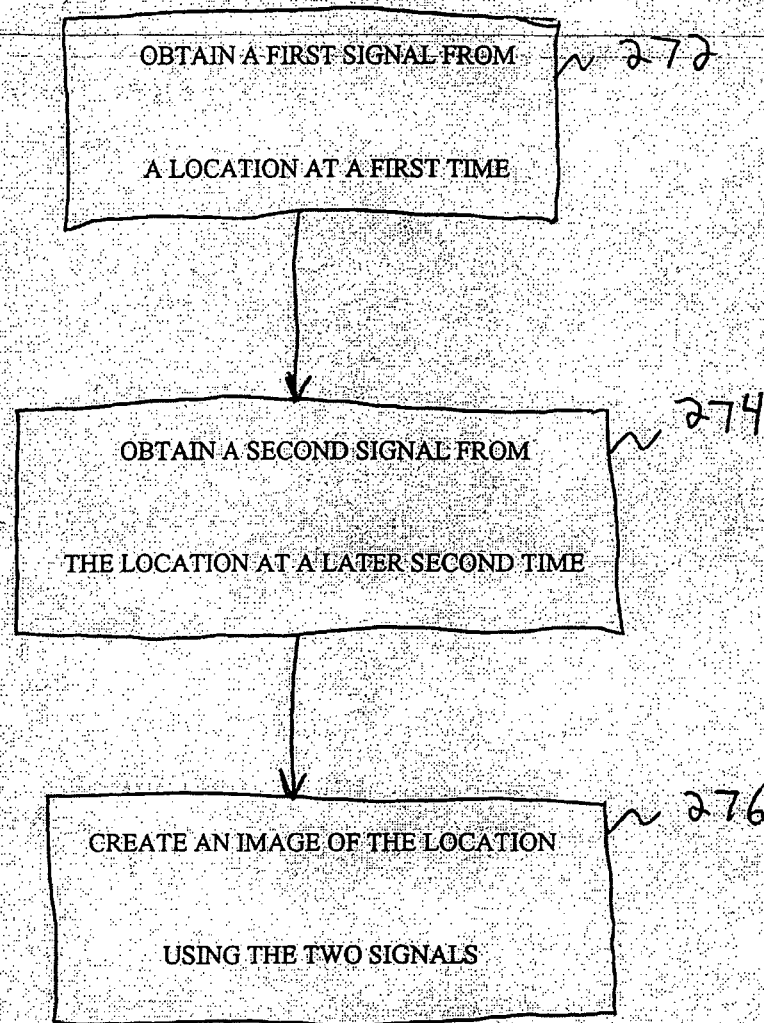 OBTAIN A FIRST SIGNAL FROM
272
A LOCATION AT A FIRST TIME
274
OBTAIN A SECOND SIGNAL FROM
THE LOCATION AT A LATER SECOND TIME
276
CREATE AN IMAGE OF THE LOCATION
USING THE TWO SIGNALS